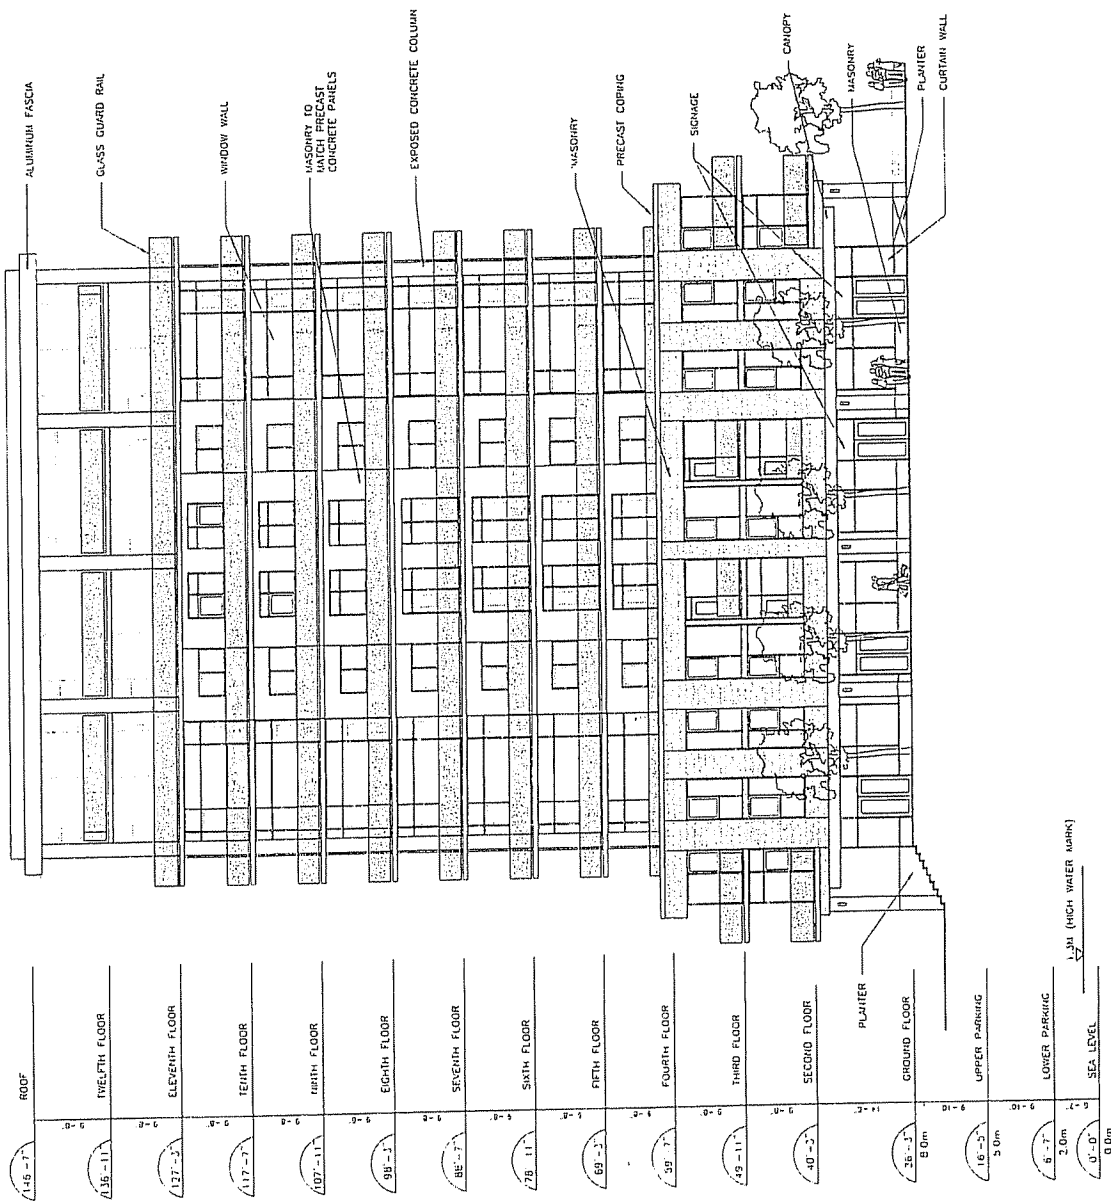 ALUMINUM FASCIA
GLASS GUARD RAIL
WINDOW WALL
MASONRY TO
MATCH PRECAST
CONCRETE PANELS
EXPOSED CONCRETE COLUMN
MASONRY
PRECAST COPING
SIGNAGE
CANOPY
MASONRY
PLANTER
CURTAIN WALL
PLANTER
(HIGH WATER MARK)
146'-7" ROOF
136'-11" TWELFTH FLOOR
127'-3" ELEVENTH FLOOR
117'-7" TENTH FLOOR
107'-11" NINTH FLOOR
98'-3" EIGHTH FLOOR
88'-7" SEVENTH FLOOR
78'-11" SIXTH FLOOR
69'-3" FIFTH FLOOR
59'-7" FOURTH FLOOR
49'-11" THIRD FLOOR
40'-3" SECOND FLOOR
26'-3" GROUND FLOOR
8.0m
16'-5" UPPER PARKING
5.0m
6'-7" LOWER PARKING
2.0m
0'-0" SEA LEVEL
0.0m